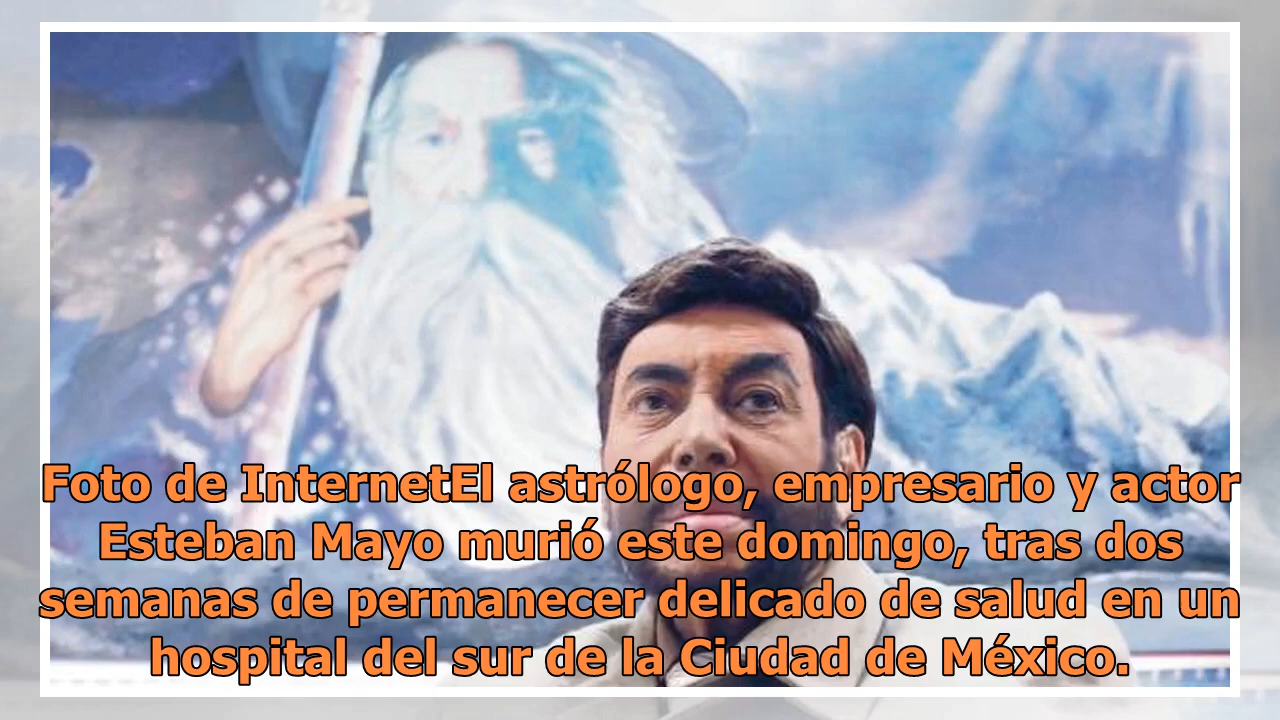 Foto de InternetEl astrólogo, empresario y actor
Esteban Mayo murió este domingo, tras dos
semanas de permanecer delicado de salud en un
hospital del sur de la Ciudad de México.